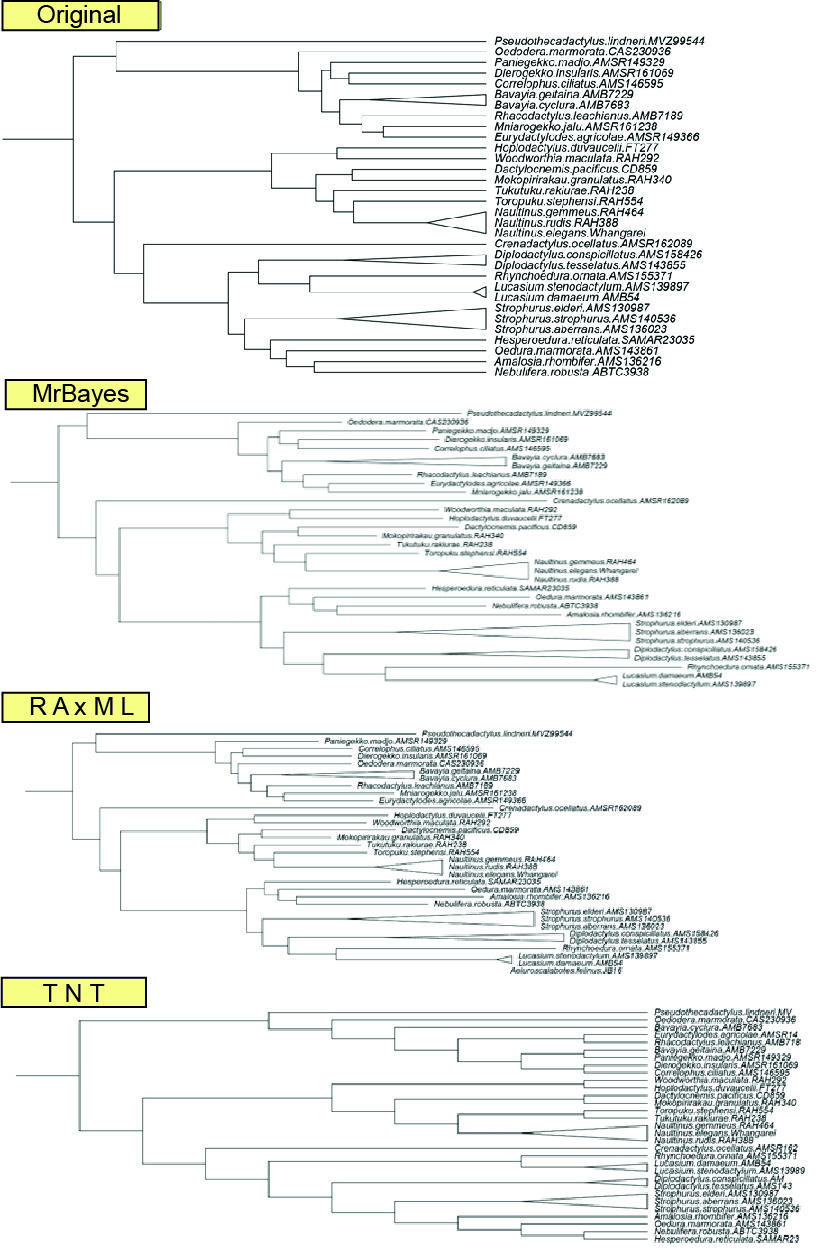 Original
Pseudothecadactylus.lindneri.MVZ99544
Oedodera.marmorata.CAS230936
Paniegekko.madjo.AMSR149329
Dierogekko.insularis.AMSR161069
Correlophus.ciliatus.AMS146595
Bavayia.geitaina.AMB7229
Bavayia.cyclura.AMB7683
Rhacodactylus.leachianus.AMB7189
Mniarogekko.jalu.AMSR161238
Eurydactylodes.agricolae.AMSR149366
Hoplodactylus.duvaucelii.FT277
Woodworthia.maculata.RAH292
Dactylocnemis.pacificus.CD859
Mokopirirakau.granulatus.RAH340
Tukutuku.rakiurae.RAH238
Toropuku.stephensi.RAH554
Naultinus.gemmeus.RAH464
Naultinus.rudis.RAH388
Naultinus.elegans.Whangarei
Crenadactylus.ocellatus.AMSR162089
Diplodactylus.conspicillatus.AMS158426
Diplodactylus.tesselatus.AMS143855
Rhynchoedura.ornata.AMS155371
Lucasium.stenodactylum.AMS139897
Lucasium.damaeum.AMB54
Strophurus.elderi.AMS130987
Strophurus.strophurus.AMS140536
Strophurus.aberrans.AMS136023
Hesperoedura.reticulata.SAMAR23035
Oedura.marmorata.AMS143861
Amalosia.rhombifer.AMS136216
Nebulifera.robusta.ABTC3938
MrBayes
Pseudothecadactylus.lindneri.MVZ99544
Oedodera.marmorata.CAS230936
Paniegekko.madjo.AMSR149329
Dierogekko.insularis.AMSR161069
Correlophus.ciliatus.AMS146595
Bavayia.cyclura.AMB7683
Bavayia.geitaina.AMB7229
Rhacodactylus.leachianus.AMB7189
Eurydactylodes.agricolae.AMSR149366
Mniarogekko.jalu.AMSR161238
Crenadactylus.ocellatus.AMSR162089
Woodworthia.maculata.RAH292
Hoplodactylus.duvaucelii.FT277
Dactylocnemis.pacificus.CD859
Mokopirirakau.granulatus.RAH340
Tukutuku.rakiurae.RAH238
Toropuku.stephensi.RAH554
Naultinus.gemmeus.RAH464
Naultinus.elegans.Whangarei
Naultinus.rudis.RAH388
Hesperoedura.reticulata.SAMAR23035
Oedura.marmorata.AMS143861
Nebulifera.robusta.ABTC3938
Amalosia.rhombifer.AMS136216
Strophurus.elderi.AMS130987
Strophurus.aberrans.AMS136023
Strophurus.strophurus.AMS140536
Diplodactylus.conspicillatus.AMS158426
Diplodactylus.tesselatus.AMS143855
Rhynchoedura.ornata.AMS155371
Lucasium.damaeum.AMB54
Lucasium.stenodactylum.AMS139897
RAxML
Pseudothecadactylus.lindneri.MVZ99544
Paniegekko.madjo.AMSR149329
Correlophus.ciliatus.AMS146595
Dierogekko.insularis.AMSR161069
Oedodera.marmorata.CAS230936
Bavayia.geitaina.AMB7229
Bavayia.cyclura.AMB7683
Rhacodactylus.leachianus.AMB7189
Mniarogekko.jalu.AMSR161238
Eurydactylodes.agricolae.AMSR149366
Crenadactylus.ocellatus.AMSR162089
Hoplodactylus.duvaucelii.FT277
Woodworthia.maculata.RAH292
Dactylocnemis.pacificus.CD859
Mokopirirakau.granulatus.RAH340
Tukutuku.rakiurae.RAH238
Toropuku.stephensi.RAH554
Naultinus.gemmeus.RAH464
Naultinus.rudis.RAH388
Naultinus.elegans.Whangarei
Hesperoedura.reticulata.SAMAR23035
Oedura.marmorata.AMS143861
Amalosia.rhombifer.AMS136216
Nebulifera.robusta.ABTC3938
Strophurus.elderi.AMS130987
Strophurus.strophurus.AMS140536
Strophurus.aberrans.AMS136023
Diplodactylus.conspicillatus.AMS158426
Diplodactylus.tesselatus.AMS143855
Rhynchoedura.ornata.AMS155371
Lucasium.stenodactylum.AMS139897
Lucasium.damaeum.AMB54
Aeluroscalabotes.felinus.JB16
TNT
Pseudothecadactylus.lindneri.MV
Oedodera.marmorata.CAS230936
Bavayia.cyclura.AMB7683
Eurydactylodes.agricolae.AMSR14
Rhacodactylus.leachianus.AMB718
Bavayia.geitaina.AMB7229
Paniegekko.madjo.AMSR149329
Dierogekko.insularis.AMSR161069
Correlophus.ciliatus.AMS146595
Woodworthia.maculata.RAH292
Hoplodactylus.duvaucelii.FT277
Dactylocnemis.pacificus.CD859
Mokopirirakau.granulatus.RAH340
Toropuku.stephensi.RAH554
Tukutuku.rakiurae.RAH238
Naultinus.gemmeus.RAH464
Naultinus.elegans.Whangarei
Naultinus.rudis.RAH388
Crenadactylus.ocellatus.AMSR162
Rhynchoedura.ornata.AMS155371
Lucasium.damaeum.AMB54
Lucasium.stenodactylum.AMS13989
Diplodactylus.conspicillatus.AM
Diplodactylus.tesselatus.AMS143
Strophurus.elderi.AMS130987
Strophurus.aberrans.AMS136023
Strophurus.strophurus.AMS140536
Amalosia.rhombifer.AMS136216
Oedura.marmorata.AMS143861
Nebulifera.robusta.ABTC3938
Hesperoedura.reticulata.SAMAR23